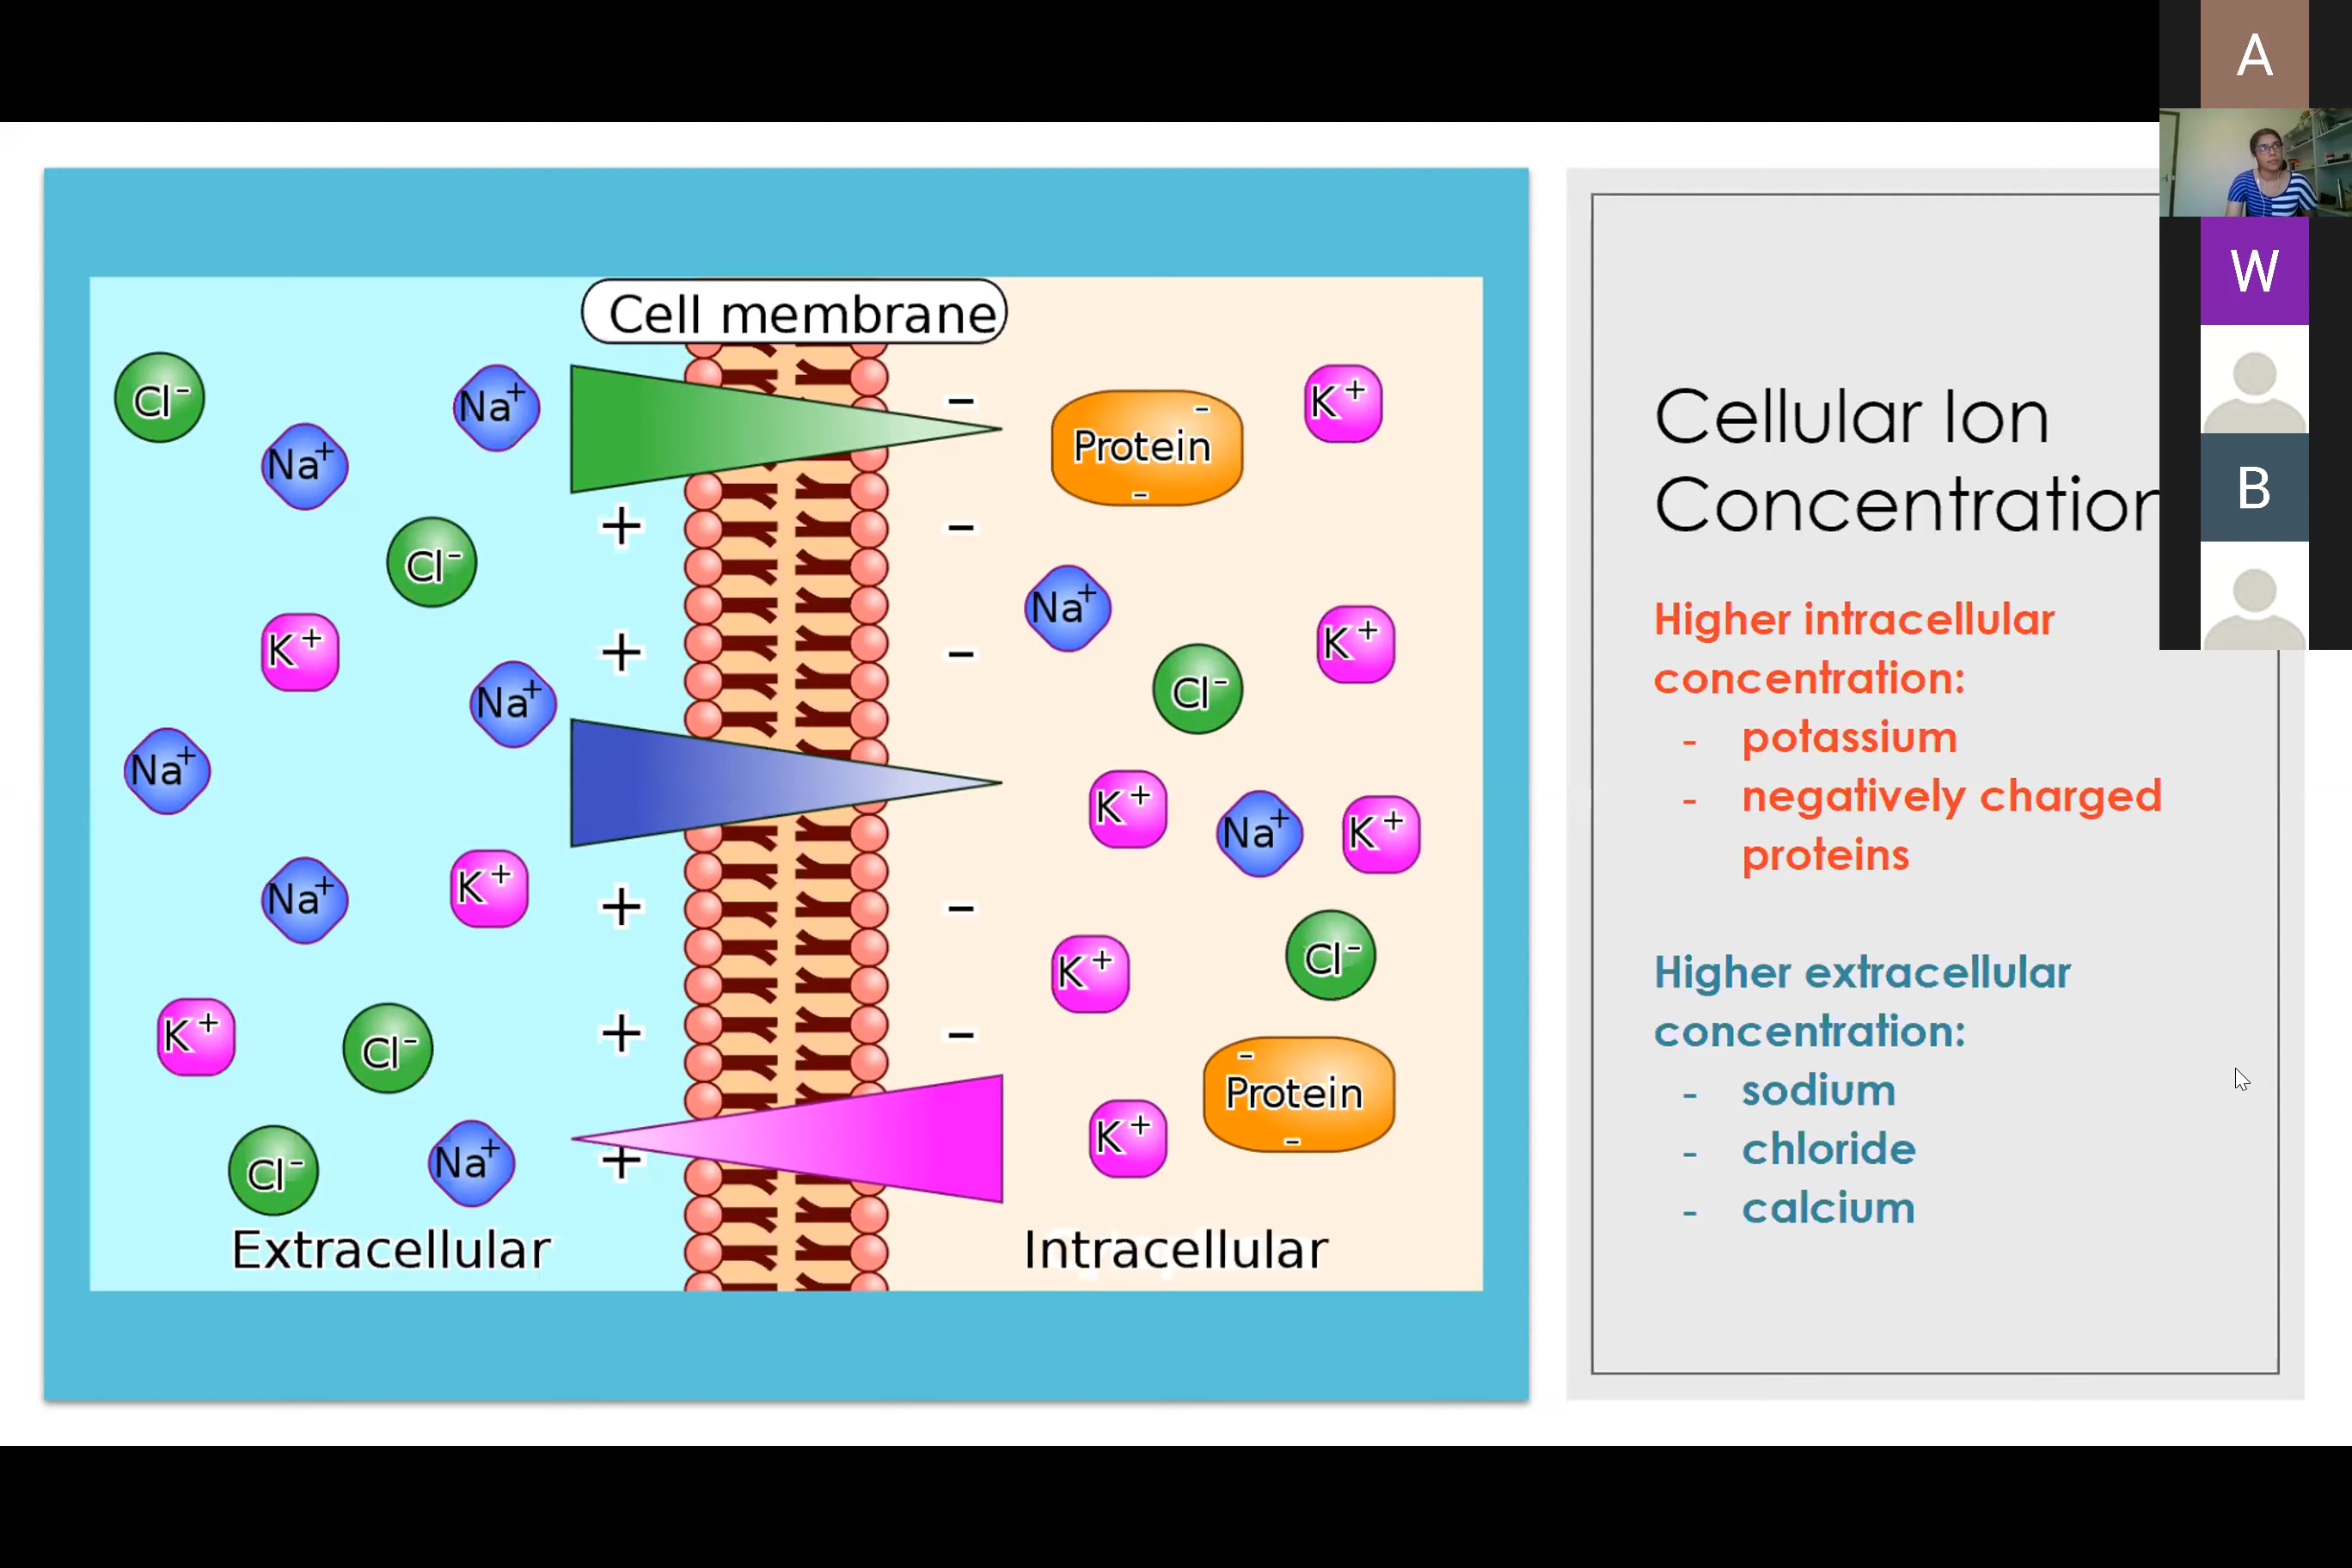 Cell membrane
Cl⁻
Na⁺
Na⁺
Cl⁻
K⁺
Na⁺
Na⁺
Na⁺
K⁺
K⁺
Cl⁻
Cl⁻
Na⁺
Extracellular
+
+
+
+
+
–
–
–
–
–
– Protein –
K⁺
Na⁺
K⁺
Cl⁻
K⁺
Na⁺
K⁺
K⁺
Cl⁻
– Protein –
K⁺
Intracellular
Cellular Ion
Higher intracellular
concentration:
- potassium
- negatively charged
proteins
Higher extracellular
concentration:
- sodium
- chloride
- calcium
A
W
B